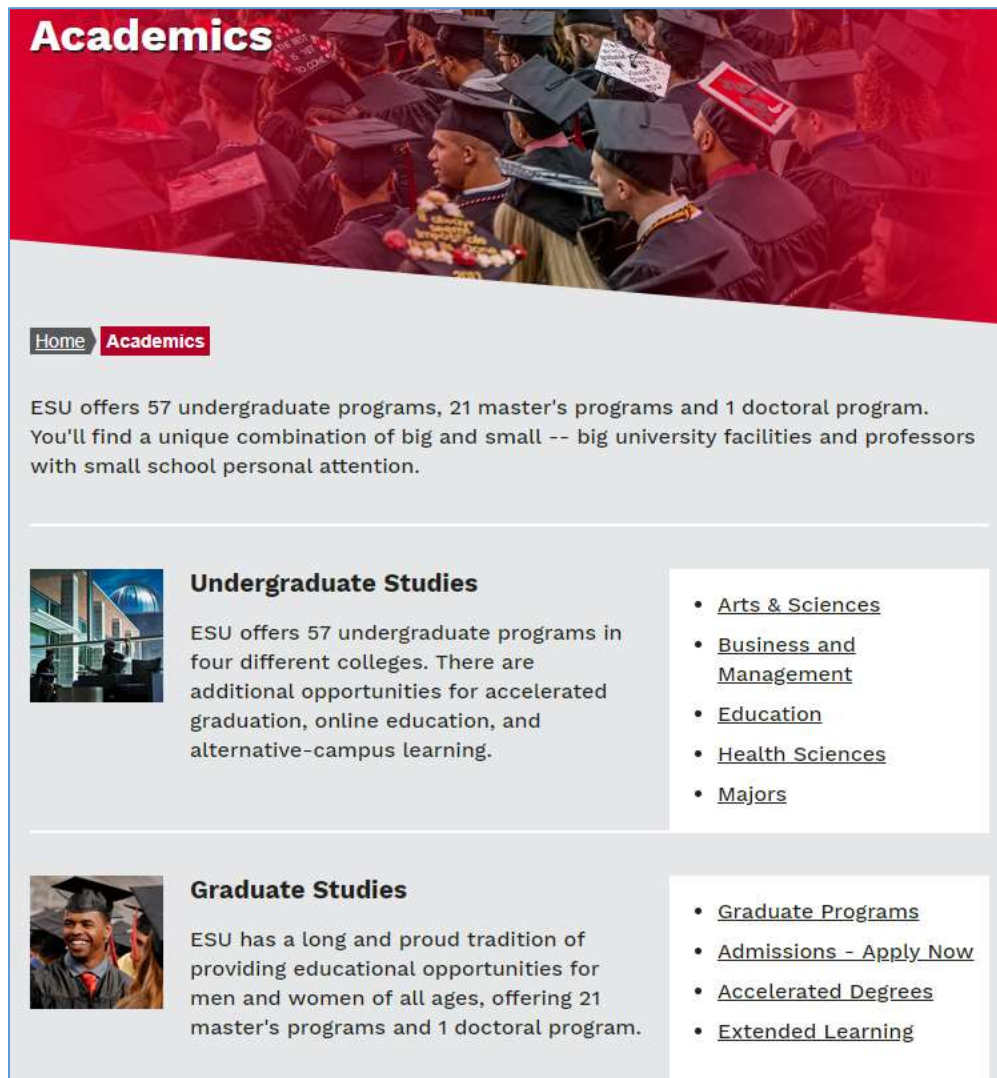 Academics
Home
Academics
ESU offers 57 undergraduate programs, 21 master's programs and 1 doctoral program.
You'll find a unique combination of big and small -- big university facilities and professors
with small school personal attention.
Undergraduate Studies
ESU offers 57 undergraduate programs in
four different colleges. There are
additional opportunities for accelerated
graduation, online education, and
alternative-campus learning.
• Arts & Sciences
• Business and
Management
• Education
• Health Sciences
• Majors
Graduate Studies
ESU has a long and proud tradition of
providing educational opportunities for
men and women of all ages, offering 21
master's programs and 1 doctoral program.
• Graduate Programs
• Admissions - Apply Now
• Accelerated Degrees
• Extended Learning